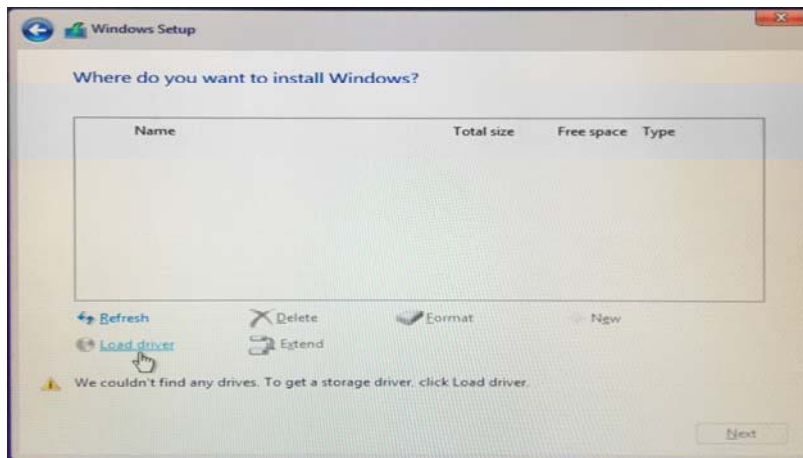 Windows Setup
Where do you want to install Windows?
Name Total size Free space Type
Refresh Delete Format New
Load driver Extend
We couldn't find any drives. To get a storage driver, click Load driver.
Next